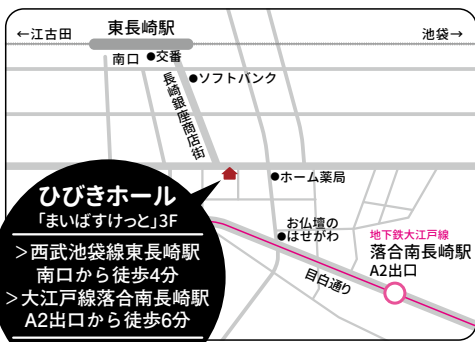 ←江古田
東長崎駅
池袋→
南口
●交番
●ソフトバンク
長崎銀座商店街
●ホーム薬局
ひびきホール
「まいばすけっと」3F
＞西武池袋線東長崎駅
南口から徒歩4分
＞大江戸線落合南長崎駅
A2出口から徒歩6分
お仏壇の
●はせがわ
目白通り
地下鉄大江戸線
落合南長崎駅
A2出口